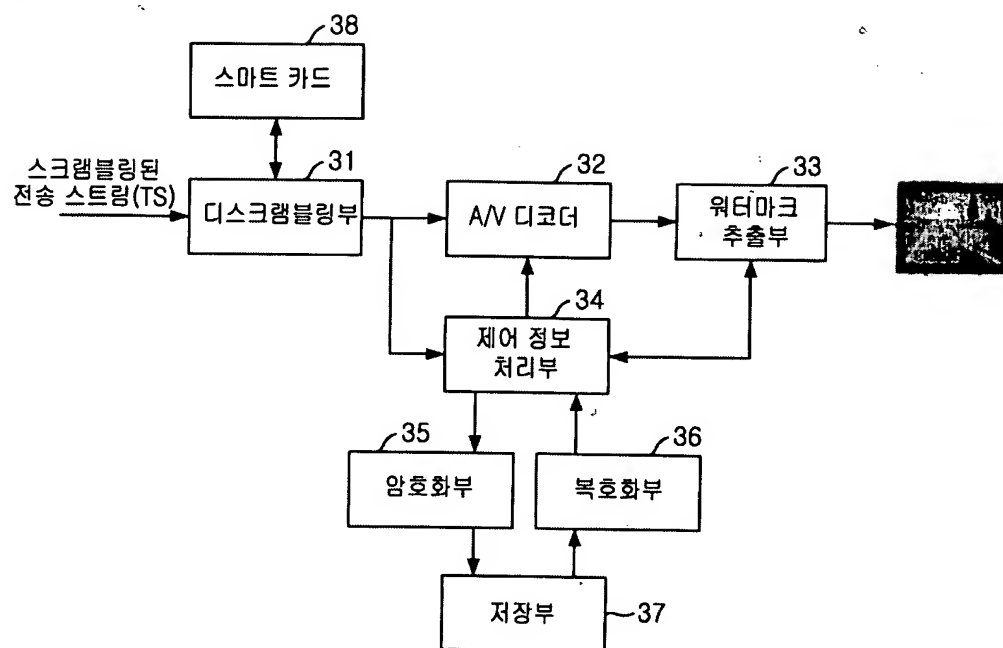 38
스마트 카드
스크램블링된
전송 스트림(TS)
31
디스크램블링부
32
A/V 디코더
33
워터마크
추출부
34
제어 정보
처리부
35
암호화부
36
복호화부
저장부
37